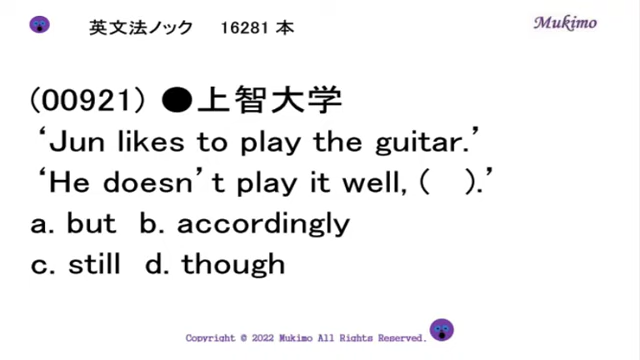 英文法ノック　16281 本
Mukimo
(00921) ●上智大学
‘Jun likes to play the guitar.’
‘He doesn’t play it well, (　).’
a. but　b. accordingly
c. still　d. though
Copyright © 2022 Mukimo All Rights Reserved.